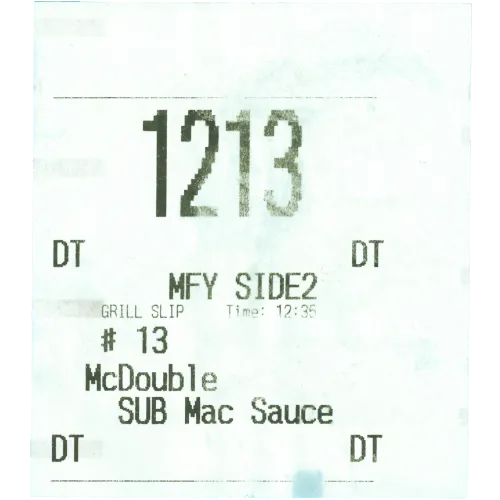 1213
DT DT
MFY SIDE2
GRILL SLIP Time: 12:35
# 13
McDouble
SUB Mac Sauce
DT DT